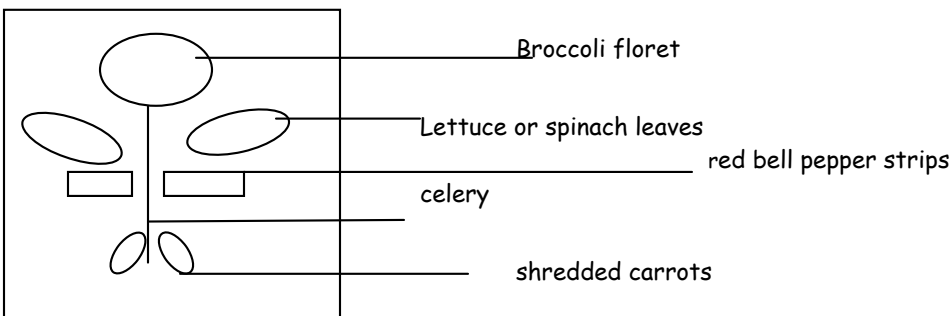 Broccoli floret
Lettuce or spinach leaves
red bell pepper strips
celery
shredded carrots